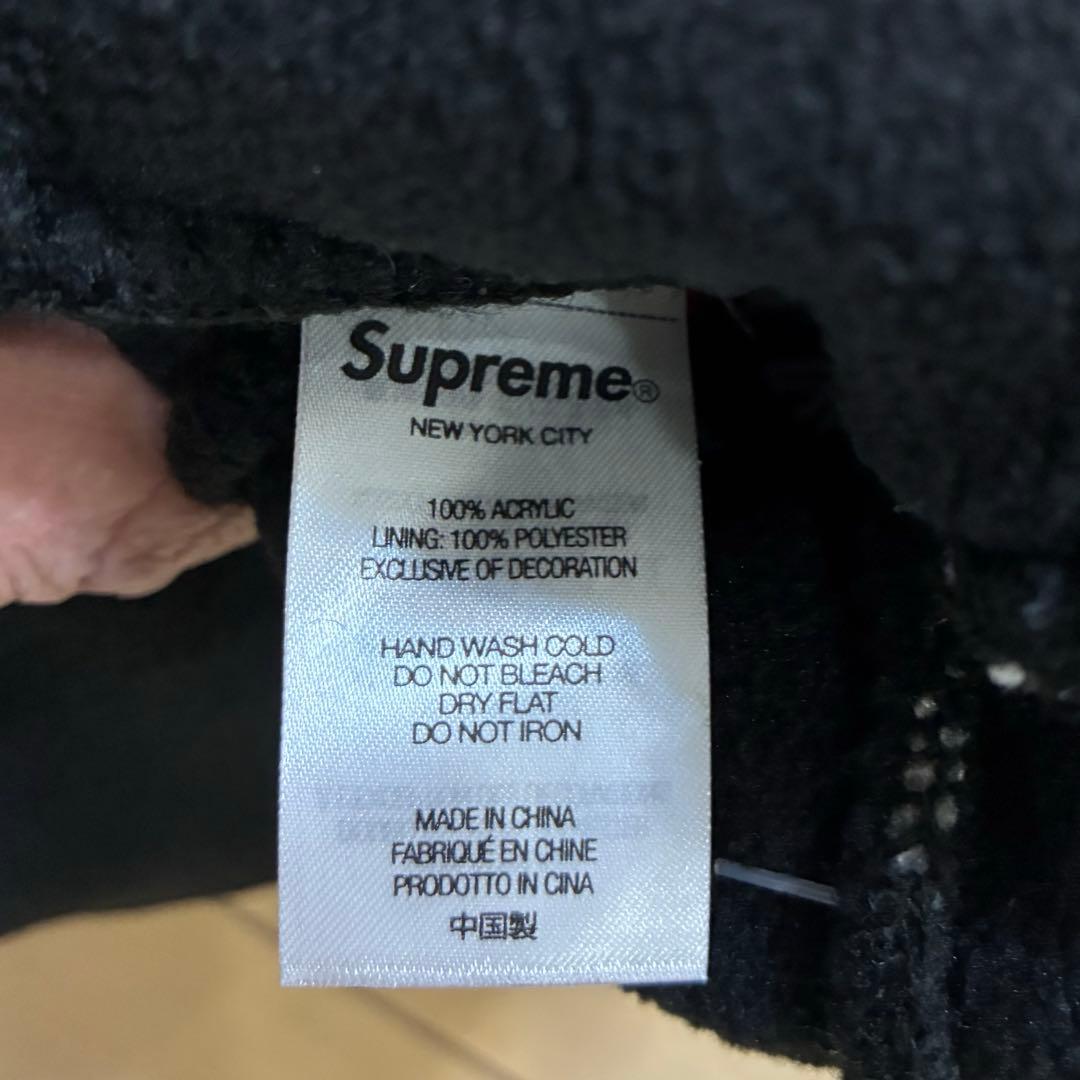 Supreme®
NEW YORK CITY
100% ACRYLIC
LINING: 100% POLYESTER
EXCLUSIVE OF DECORATION
HAND WASH COLD
DO NOT BLEACH
DRY FLAT
DO NOT IRON
MADE IN CHINA
FABRIQUÉ EN CHINE
PRODOTTO IN CINA
中国製